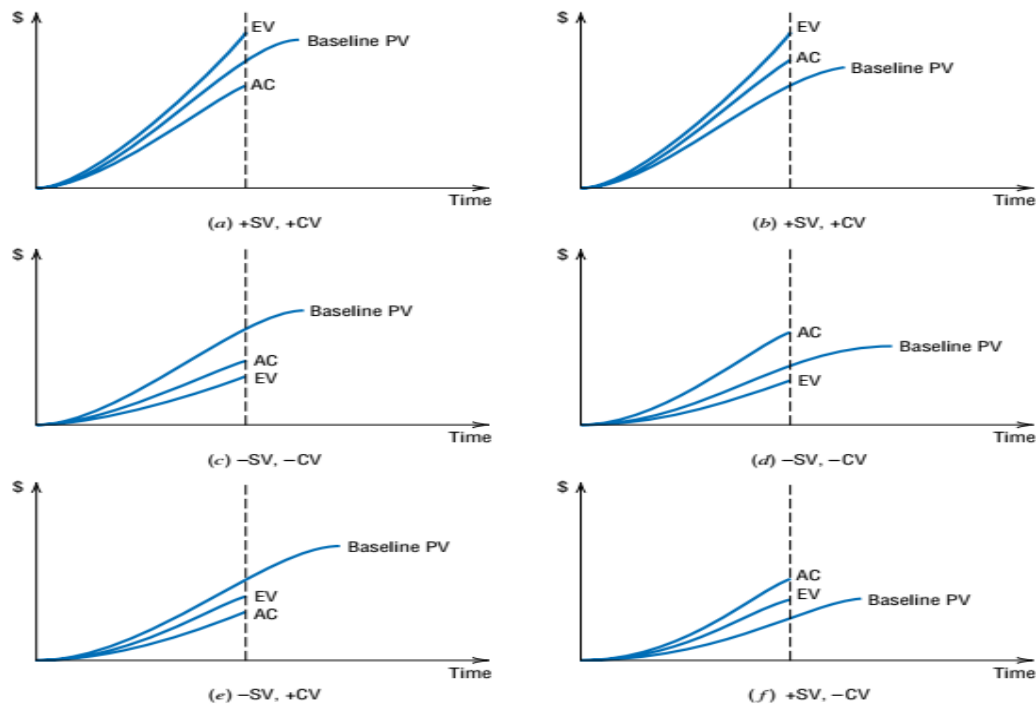 $
EV
Baseline PV
AC
Time
(a) +SV, +CV
$
EV
AC
Baseline PV
Time
(b) +SV, +CV
$
Baseline PV
AC
EV
Time
(c) –SV, –CV
$
AC
Baseline PV
EV
Time
(d) –SV, –CV
$
Baseline PV
EV
AC
Time
(e) –SV, +CV
$
AC
EV
Baseline PV
Time
(f) +SV, –CV